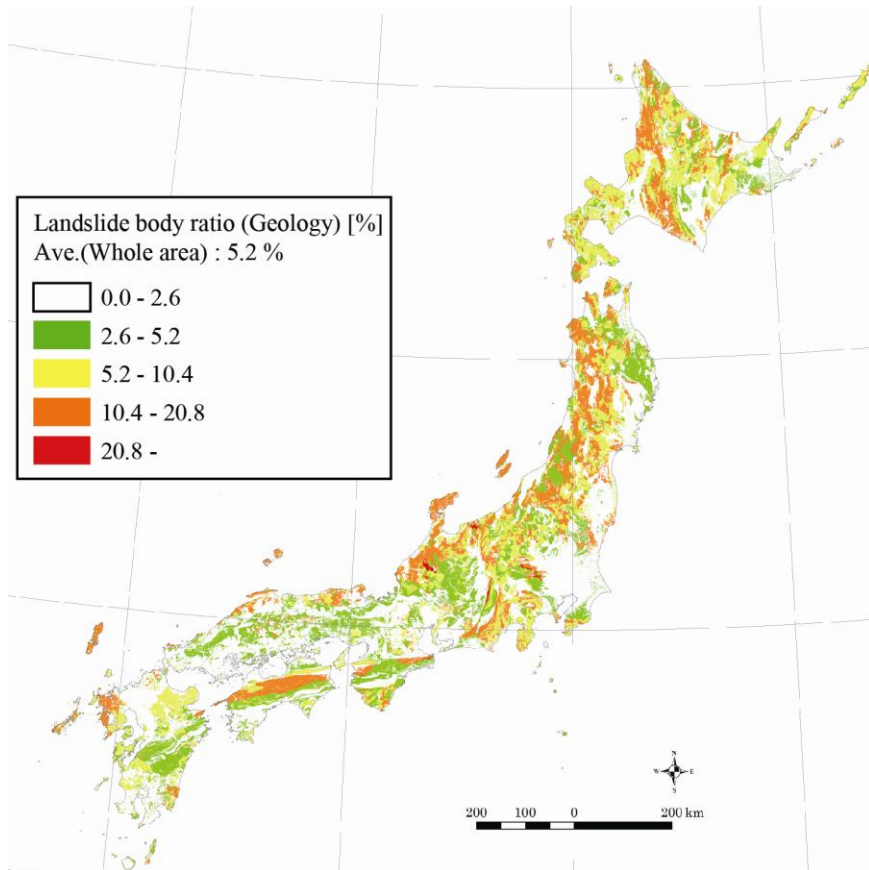 Landslide body ratio (Geology) [%]
Ave.(Whole area) : 5.2 %
0.0 - 2.6
2.6 - 5.2
5.2 - 10.4
10.4 - 20.8
20.8 -
N
W E
S
200 100 0 200 km